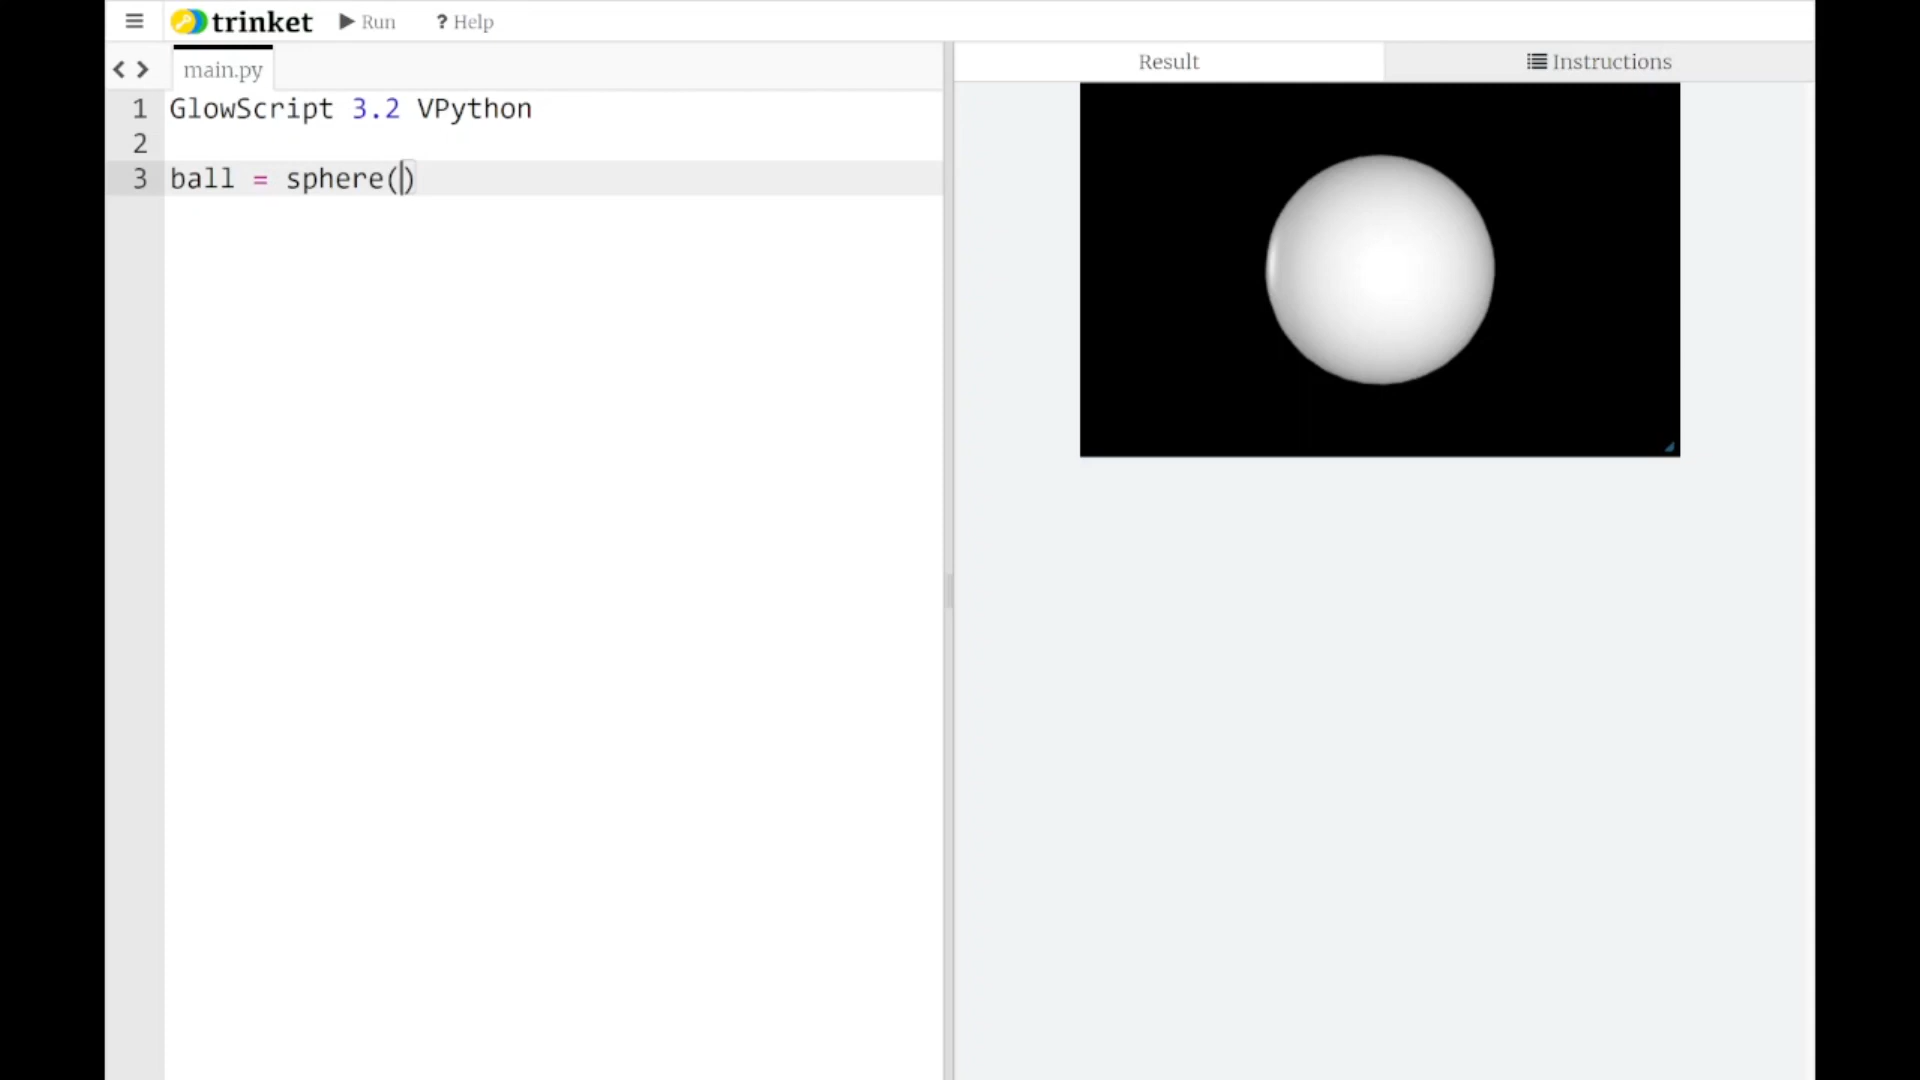 trinket Run ? Help
main.py
Result Instructions
1 GlowScript 3.2 VPython
2
3 ball = sphere()